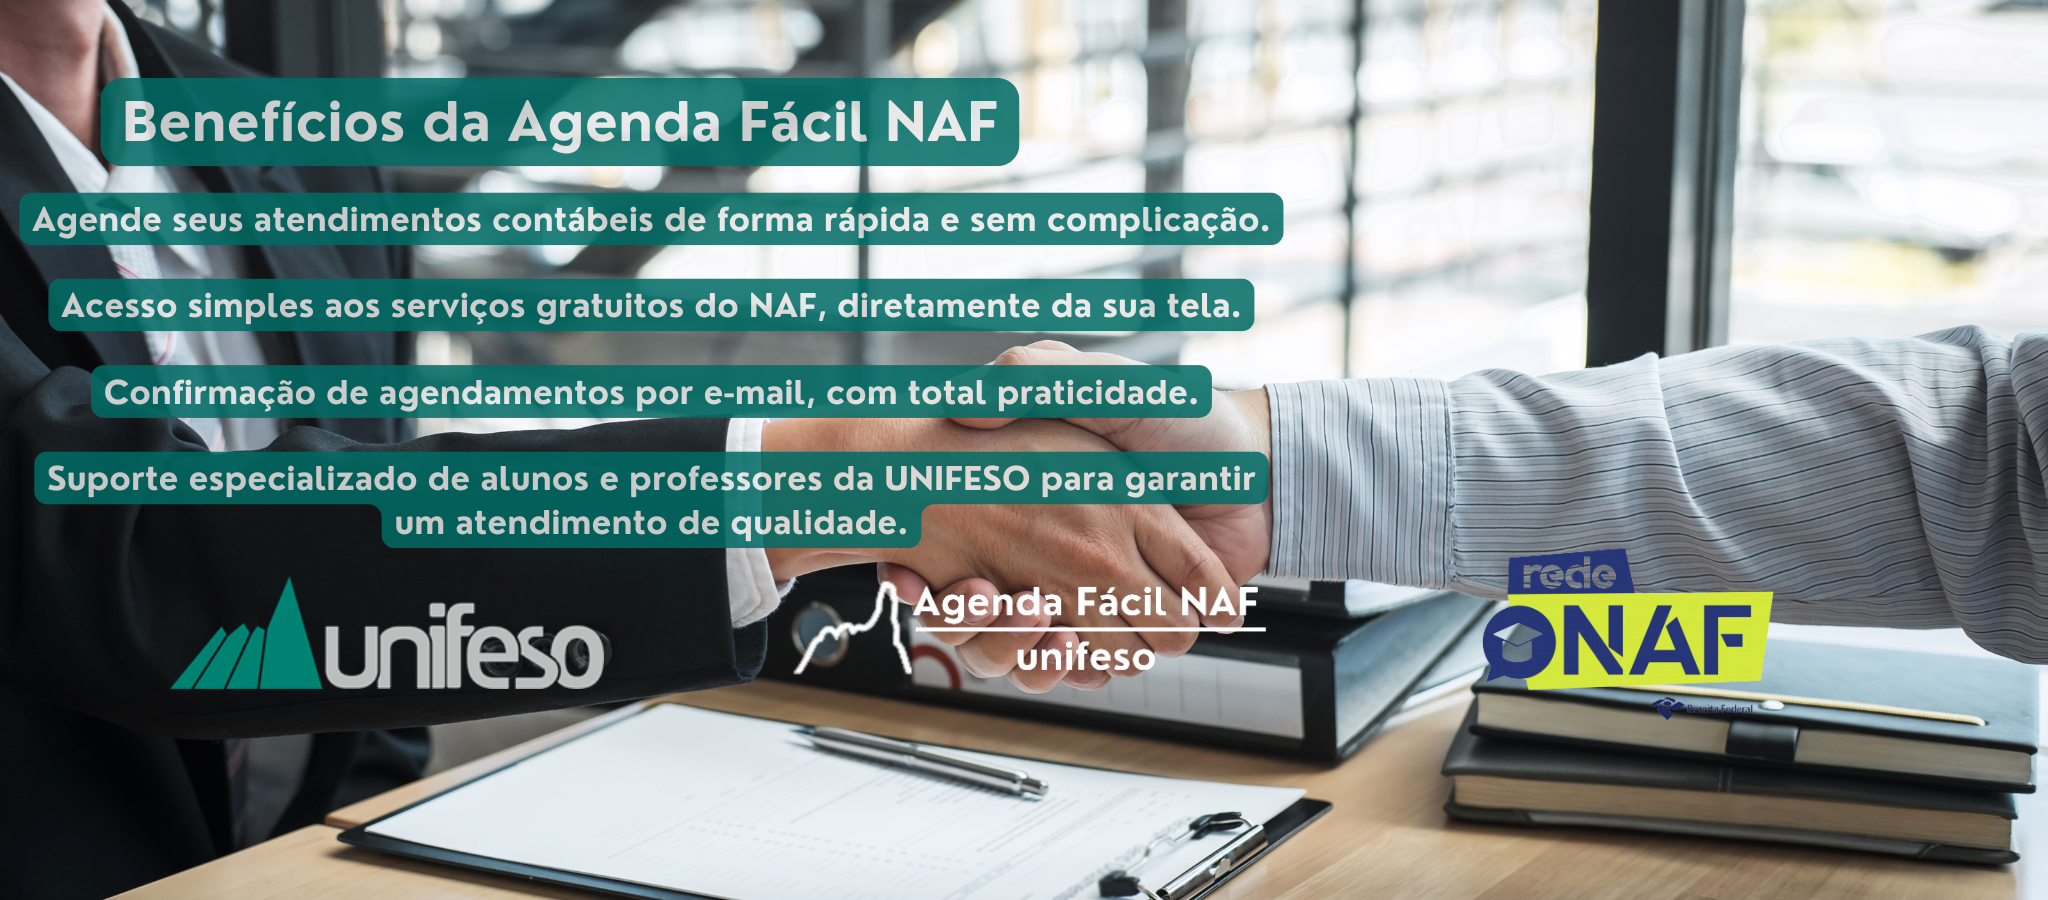 Benefícios da Agenda Fácil NAF
Agende seus atendimentos contábeis de forma rápida e sem complicação.
Acesso simples aos serviços gratuitos do NAF, diretamente da sua tela.
Confirmação de agendamentos por e-mail, com total praticidade.
Suporte especializado de alunos e professores da UNIFESO para garantir
um atendimento de qualidade.
unifeso
Agenda Fácil NAF
unifeso
rede
NAF
Receita Federal